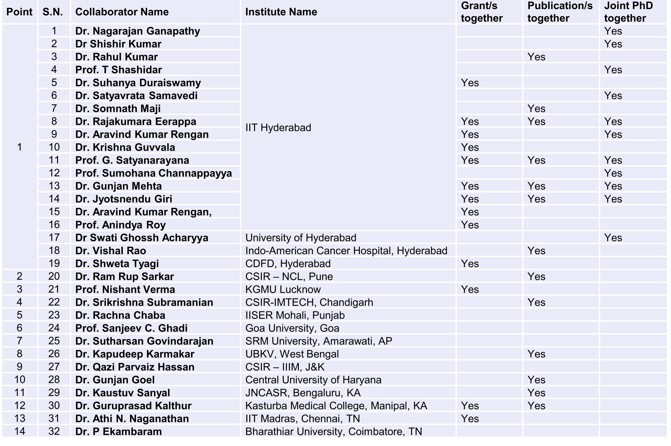 Point S.N. Collaborator Name Institute Name Grant/s together Publication/s together Joint PhD together
1 Dr. Nagarajan Ganapathy Yes
2 Dr Shishir Kumar Yes
3 Dr. Rahul Kumar Yes
4 Prof. T Shashidar Yes
5 Dr. Suhanya Duraiswamy Yes
6 Dr. Satyavrata Samavedi Yes
7 Dr. Somnath Maji Yes
8 Dr. Rajakumara Eerappa IIT Hyderabad Yes Yes Yes
9 Dr. Aravind Kumar Rengan Yes Yes
1 10 Dr. Krishna Guvvala Yes
11 Prof. G. Satyanarayana Yes Yes Yes
12 Prof. Sumohana Channappayya Yes
13 Dr. Gunjan Mehta Yes Yes Yes
14 Dr. Jyotsnendu Giri Yes Yes Yes
15 Dr. Aravind Kumar Rengan, Yes
16 Prof. Anindya Roy Yes
17 Dr Swati Ghossh Acharyya University of Hyderabad Yes
18 Dr. Vishal Rao Indo-American Cancer Hospital, Hyderabad Yes
19 Dr. Shweta Tyagi CDFD, Hyderabad Yes
2 20 Dr. Ram Rup Sarkar CSIR – NCL, Pune Yes
3 21 Prof. Nishant Verma KGMU Lucknow Yes
4 22 Dr. Srikrishna Subramanian CSIR-IMTECH, Chandigarh Yes
5 23 Dr. Rachna Chaba IISER Mohali, Punjab
6 24 Prof. Sanjeev C. Ghadi Goa University, Goa
7 25 Dr. Sutharsan Govindarajan SRM University, Amarawati, AP
8 26 Dr. Kapudeep Karmakar UBKV, West Bengal Yes
9 27 Dr. Qazi Parvaiz Hassan CSIR – IIIM, J&K
10 28 Dr. Gunjan Goel Central University of Haryana Yes
11 29 Dr. Kaustuv Sanyal JNCASR, Bengaluru, KA Yes
12 30 Dr. Guruprasad Kalthur Kasturba Medical College, Manipal, KA Yes Yes
13 31 Dr. Athi N. Naganathan IIT Madras, Chennai, TN Yes
14 32 Dr. P Ekambaram Bharathiar University, Coimbatore, TN